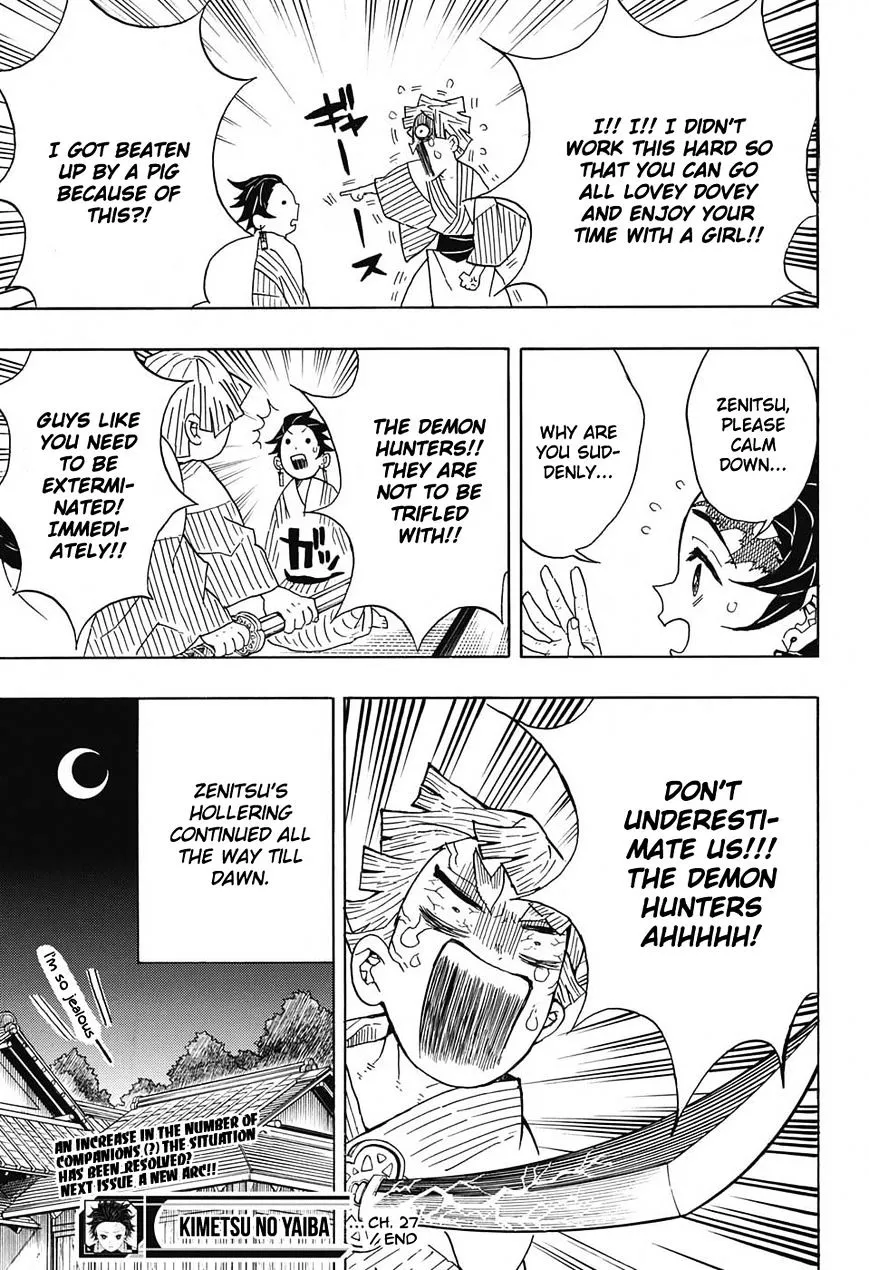 I!! I!! I DIDN'T
WORK THIS HARD SO
THAT YOU CAN GO
ALL LOVEY DOVEY
AND ENJOY YOUR
TIME WITH A GIRL!!
ギャーース
I GOT BEATEN
UP BY A PIG
BECAUSE OF
THIS?!
ZENITSU,
PLEASE
CALM
DOWN...
WHY ARE
YOU SUD-
DENLY...
THE DEMON
HUNTERS!!
THEY ARE
NOT TO BE
TRIFLED
WITH!!
ガッ
GUYS LIKE
YOU NEED
TO BE
EXTERMI-
NATED!
IMMEDI-
ATELY!!
DON'T
UNDERESTI-
MATE US!!!
THE DEMON
HUNTERS
AHHHHH!
ZENITSU'S
HOLLERING
CONTINUED ALL
THE WAY TILL
DAWN.
I'm so jealous
AN INCREASE IN THE NUMBER OF
COMPANIONS (?) THE SITUATION
HAS BEEN RESOLVED?
NEXT ISSUE, A NEW ARC!!
KIMETSU NO YAIBA
...CH. 27
END